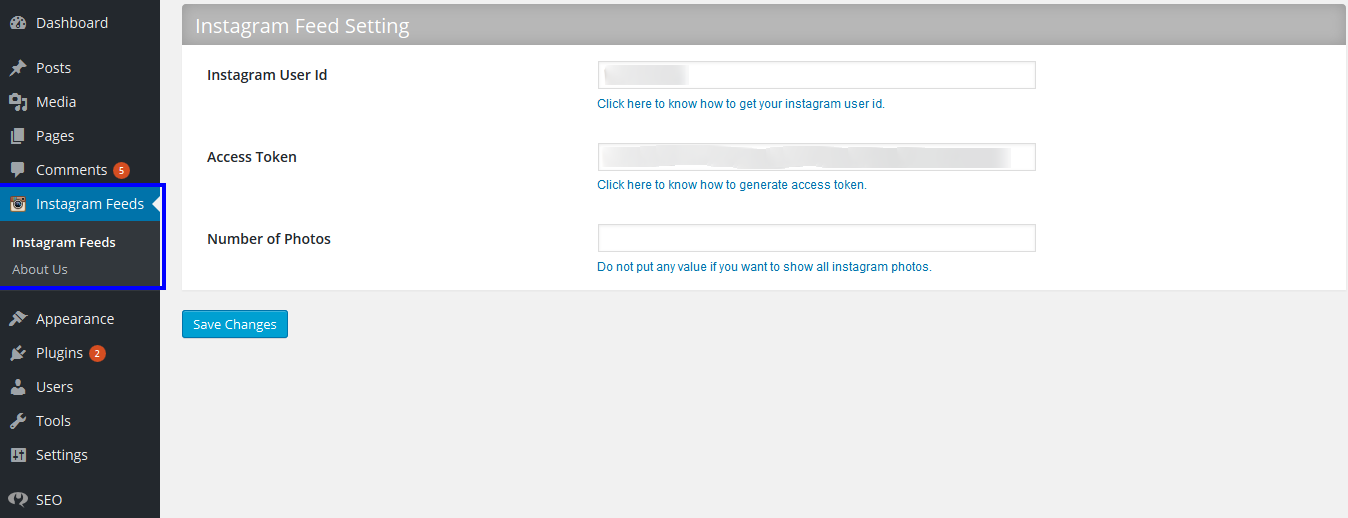 Dashboard
Posts
Media
Pages
Comments 5
Instagram Feeds
Instagram Feeds
About Us
Appearance
Plugins 2
Users
Tools
Settings
SEO
Instagram Feed Setting
Instagram User Id
Click here to know how to get your instagram user id.
Access Token
Click here to know how to generate access token.
Number of Photos
Do not put any value if you want to show all instagram photos.
Save Changes